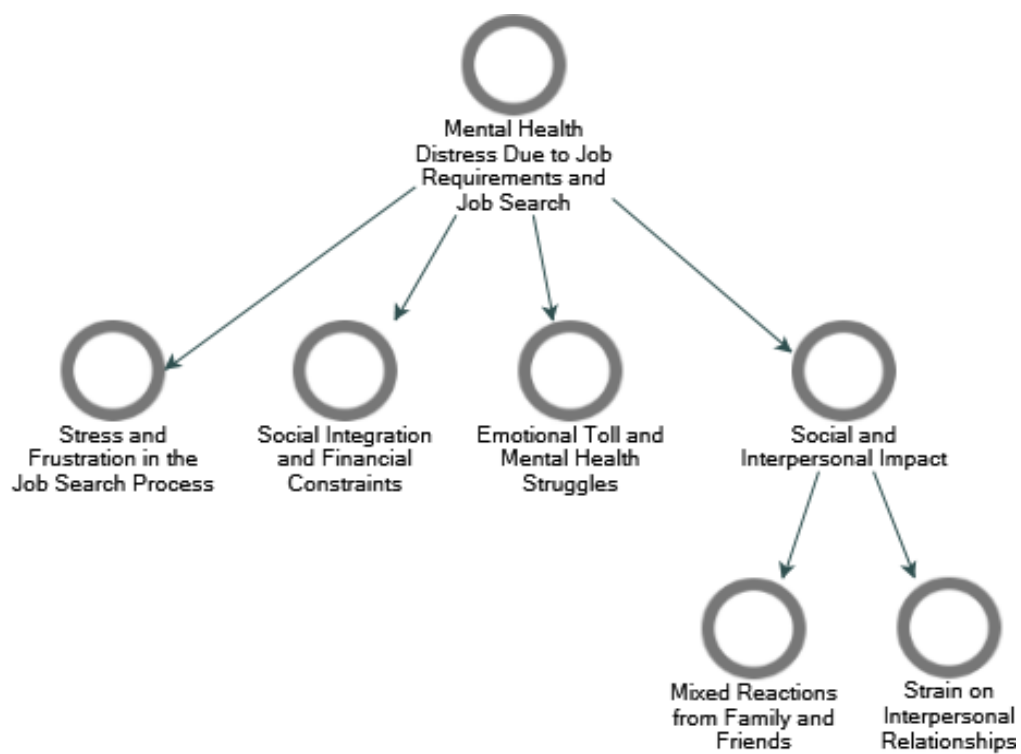 Mental Health
Distress Due to Job
Requirements and
Job Search
Stress and
Frustration in the
Job Search Process
Social Integration
and Financial
Constraints
Emotional Toll and
Mental Health
Struggles
Social and
Interpersonal Impact
Mixed Reactions
from Family and
Friends
Strain on
Interpersonal
Relationships